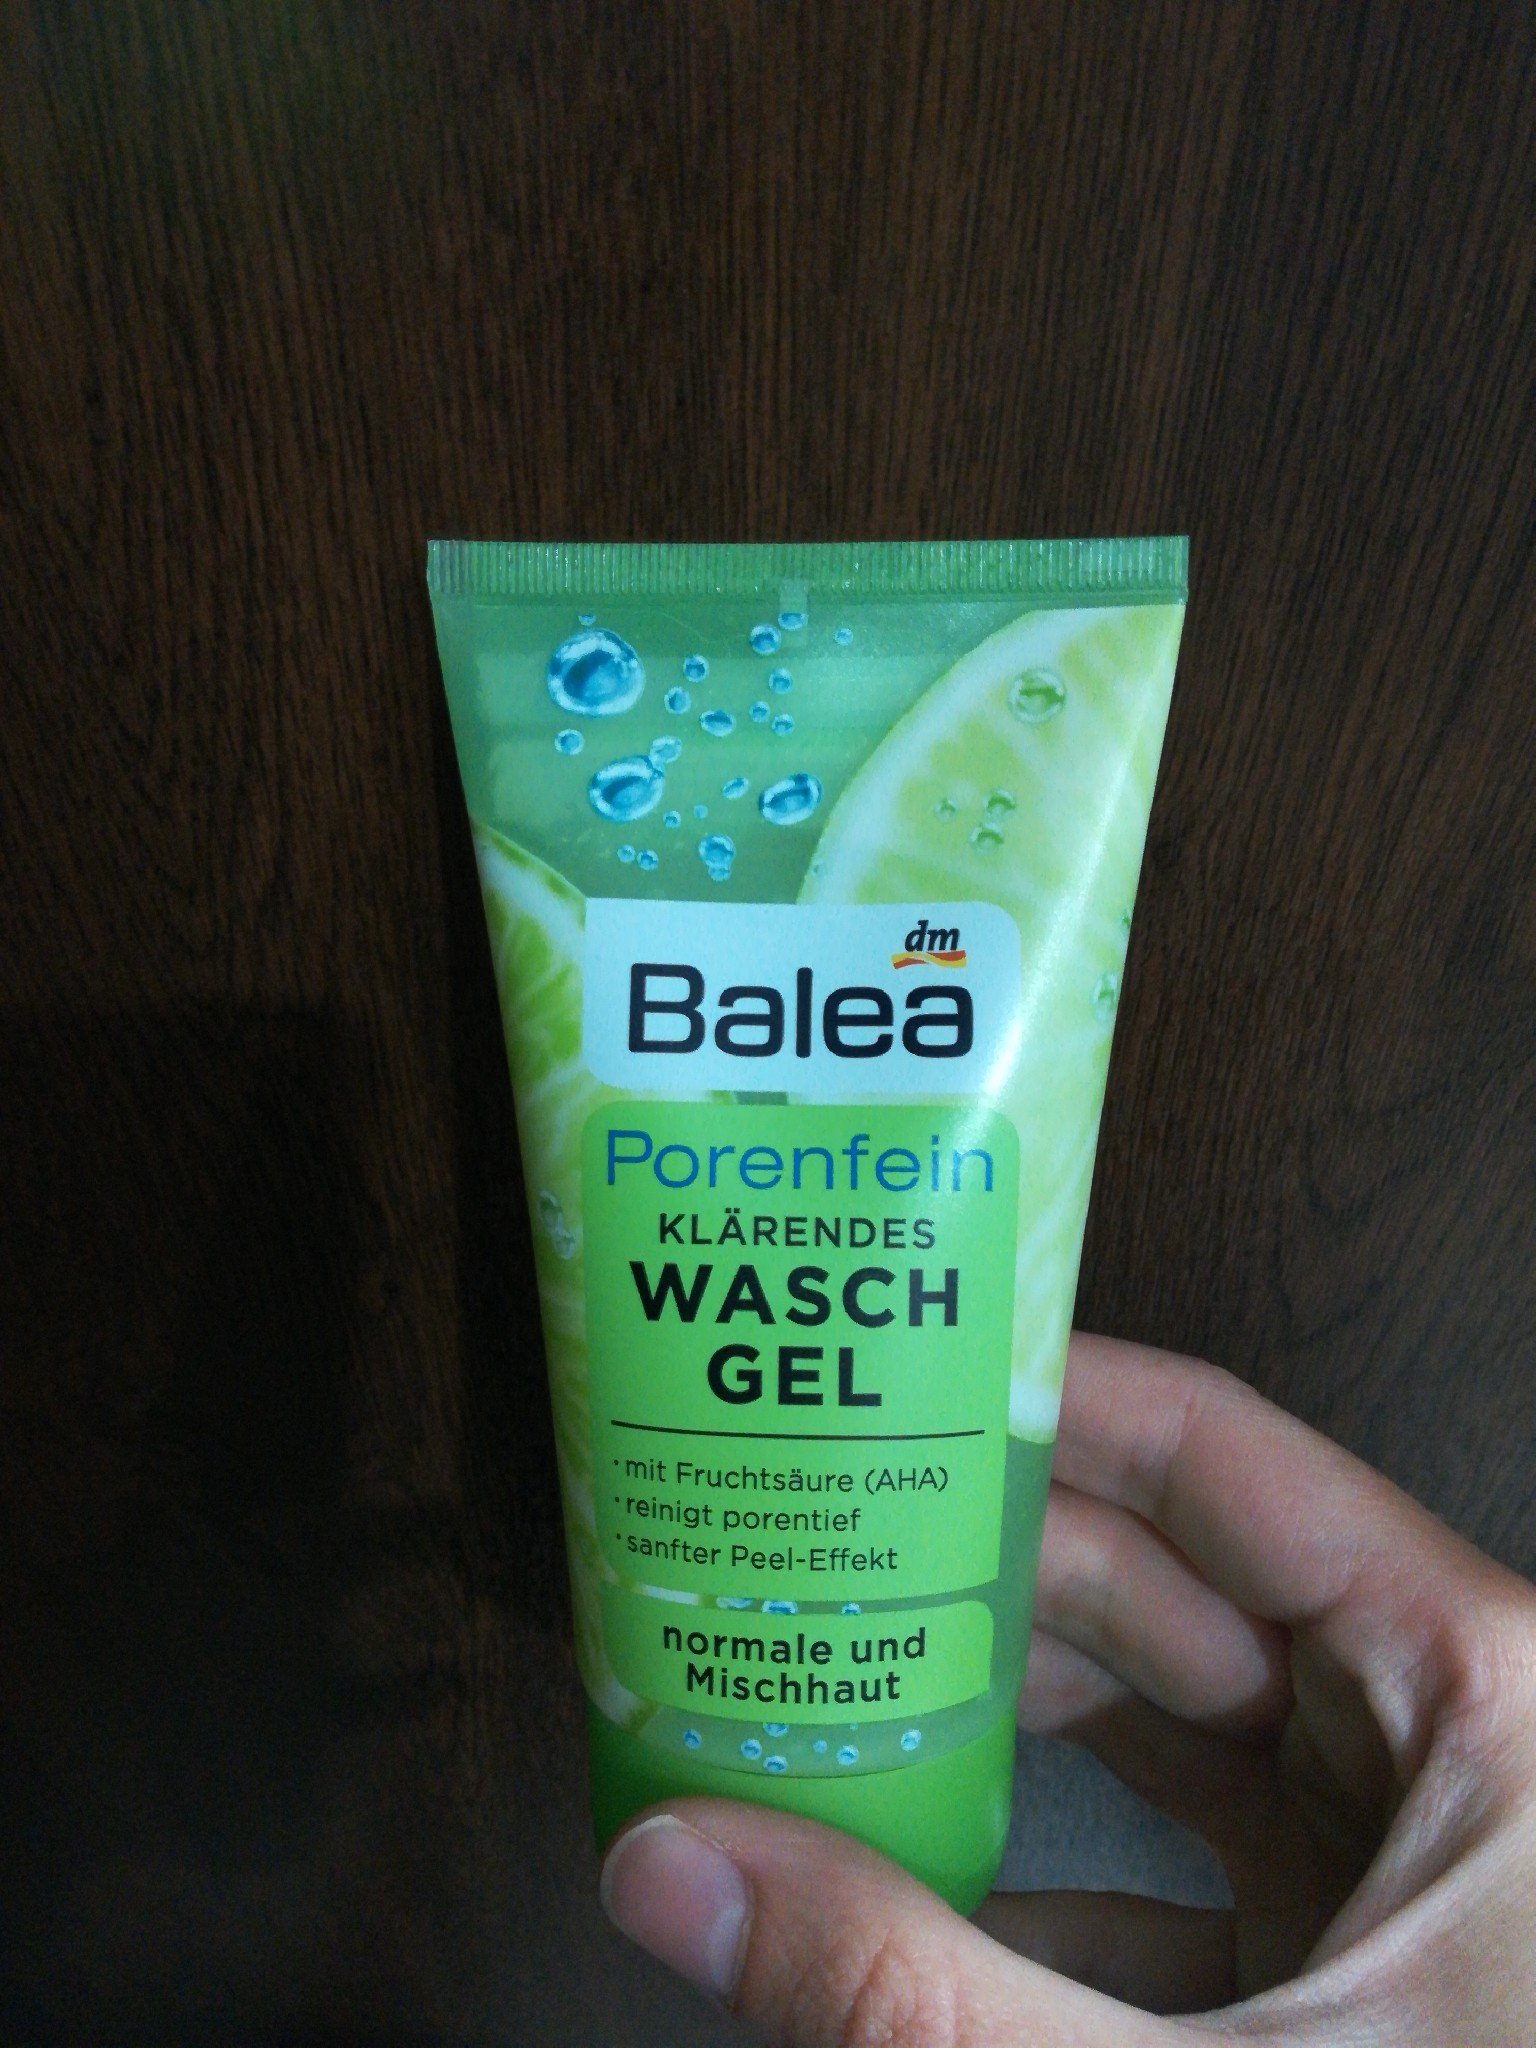 dm
Balea
Porenfein
KLÄRENDES
WASCH
GEL
· mit Fruchtsäure (AHA)
· reinigt porentief
· sanfter Peel-Effekt
normale und
Mischhaut